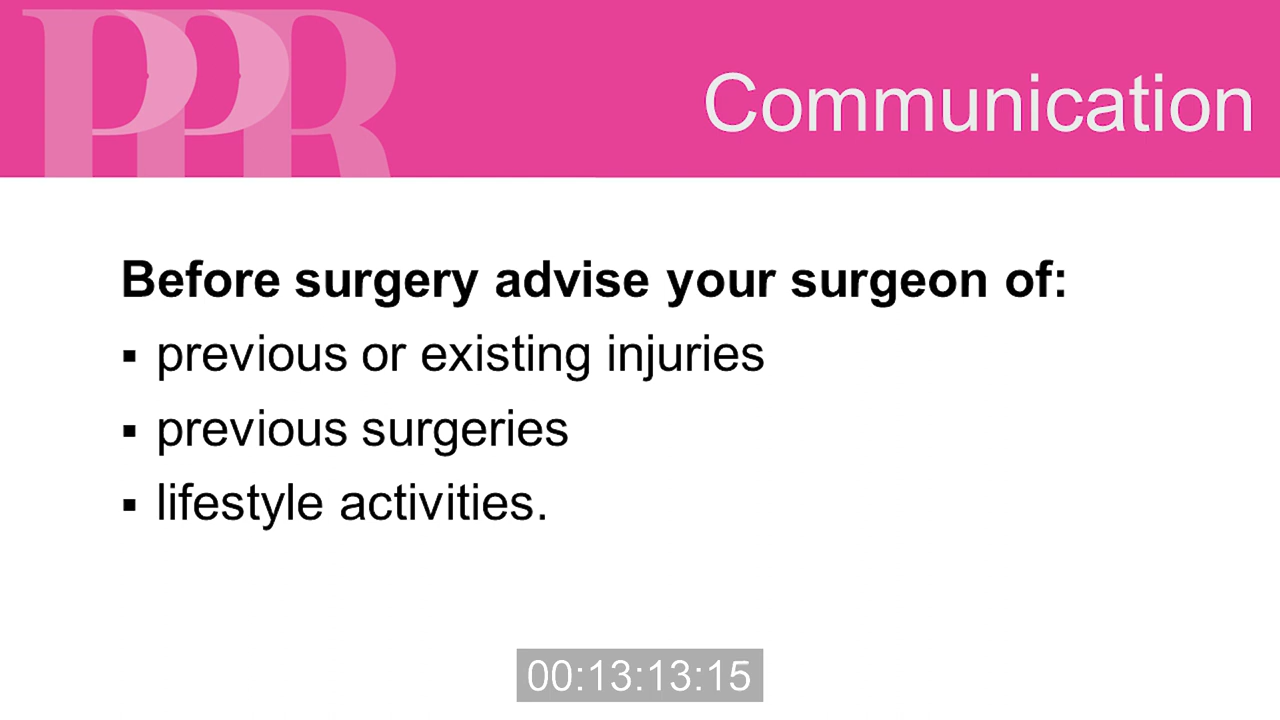 PPR
Communication
Before surgery advise your surgeon of:
▪ previous or existing injuries
▪ previous surgeries
▪ lifestyle activities.
00:13:13:15